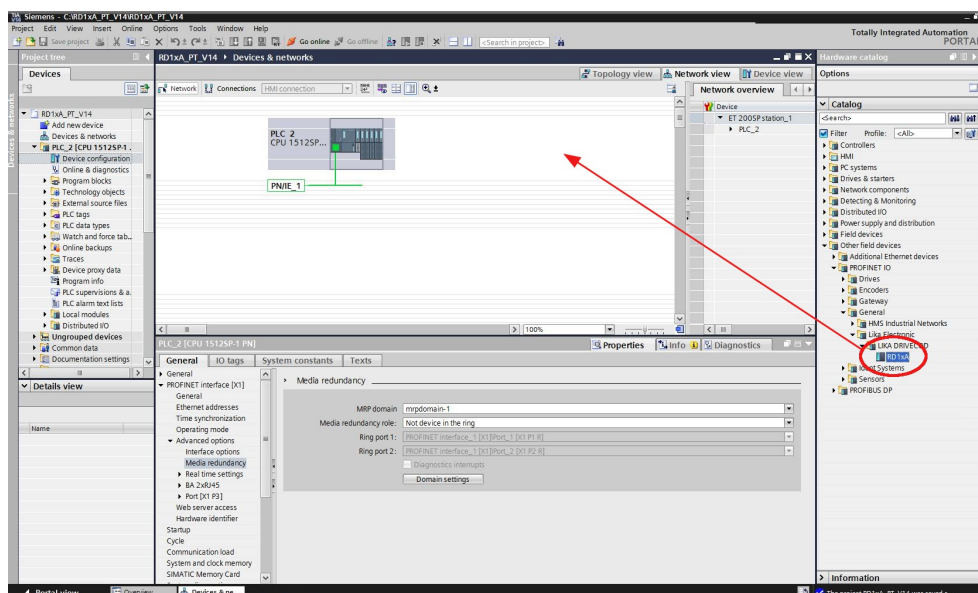 Siemens - C:\RD1xA_PT_V14\RD1xA_PT_V14
Project Edit View Insert Online Options Tools Window Help
Save project Go online Go offline <Search in project>
Totally Integrated Automation
PORTAL
Project tree
RD1xA_PT_V14 Devices & networks
Hardware catalog
Devices
Devices & networks
RD1xA_PT_V14
Add new device
Devices & networks
PLC_2 [CPU 1512SP-1 .
Device configuration
Online & diagnostics
Program blocks
Technology objects
External source files
PLC tags
PLC data types
Watch and force tab...
Online backups
Traces
Device proxy data
Program info
PLC supervisions & a.
PLC alarm text lists
Local modules
Distributed I/O
Ungrouped devices
Common data
Documentation settings
Details view
Name
Topology view Network view Device view
Network Connections HMI connection
PLC_2
CPU 1512SP...
PN/IE_1
100%
Network overview
Device
ET 200SP station_1
PLC_2
PLC_2 [CPU 1512SP-1 PN]
Properties Info Diagnostics
General IO tags System constants Texts
General
PROFINET interface [X1]
General
Ethernet addresses
Time synchronization
Operating mode
Advanced options
Interface options
Media redundancy
Real time settings
BA 2xRJ45
Port [X1 P3]
Web server access
Hardware identifier
Startup
Cycle
Communication load
System and clock memory
SIMATIC Memory Card
Media redundancy
MRP domain mrpdomain-1
Media redundancy role: Not device in the ring
Ring port 1: PROFINET interface_1 [X1]\Port_1 [X1 P1 R]
Ring port 2: PROFINET interface_1 [X1]\Port_2 [X1 P2 R]
Diagnostics interrupts
Domain settings
Options
Catalog
<Search>
Filter Profile: <All>
Controllers
HMI
PC systems
Drives & starters
Network components
Detecting & Monitoring
Distributed I/O
Power supply and distribution
Field devices
Other field devices
Additional Ethernet devices
PROFINET IO
Drives
Encoders
Gateway
General
HMS Industrial Networks
Lika Electronic
LIKA DRIVECOD
RD1xA
Ident Systems
Sensors
PROFIBUS DP
Information
Portal view Overview Devices & ne...
The project RD1xA_PT_V14 was saved s